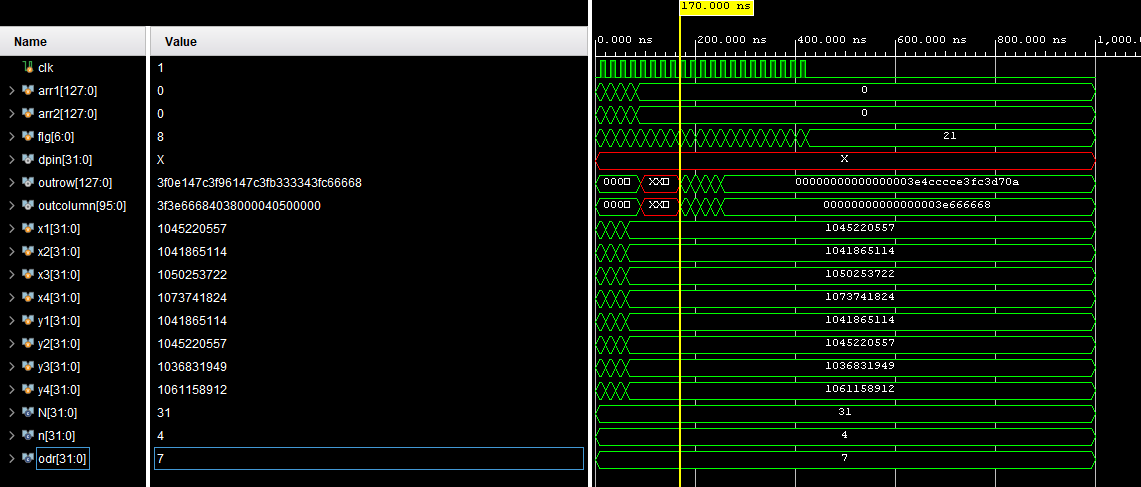 170.000 ns
Name Value 0.000 ns 200.000 ns 400.000 ns 600.000 ns 800.000 ns 1,000.
clk 1
arr1[127:0] 0 0
arr2[127:0] 0 0
flg[6:0] 8 21
dpin[31:0] X X
outrow[127:0] 3f0e147c3f96147c3fb333343fc66668 000 XX 00000000000000003e4cccce3fc3d70a
outcolumn[95:0] 3f3e66684038000040500000 000 XX 00000000000000003e666668
x1[31:0] 1045220557 1045220557
x2[31:0] 1041865114 1041865114
x3[31:0] 1050253722 1050253722
x4[31:0] 1073741824 1073741824
y1[31:0] 1041865114 1041865114
y2[31:0] 1045220557 1045220557
y3[31:0] 1036831949 1036831949
y4[31:0] 1061158912 1061158912
N[31:0] 31 31
n[31:0] 4 4
odr[31:0] 7 7